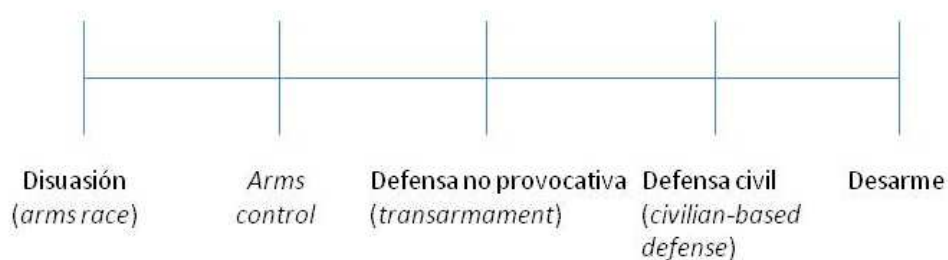 Disuasión
(arms race)
Arms
control
Defensa no provocativa
(transarmament)
Defensa civil
(civilian-based
defense)
Desarme